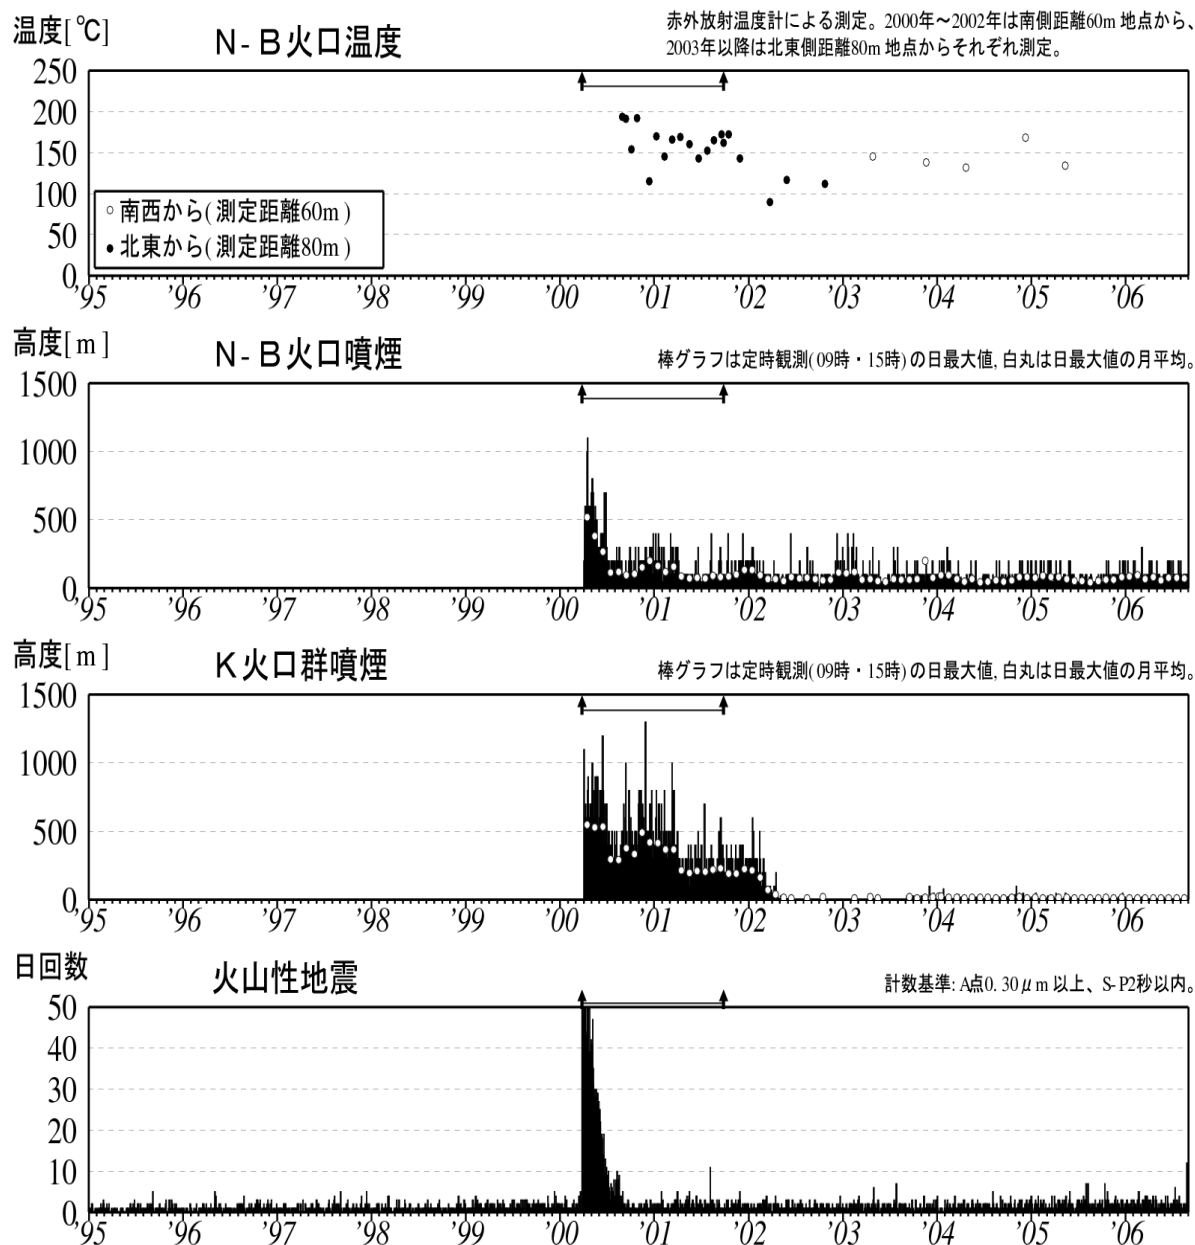 温度[℃]
N-B火口温度
赤外放射温度計による測定。2000年～2002年は南側距離60m地点から、
2003年以降は北東側距離80m地点からそれぞれ測定。
250
200
150
100
50
0
○南西から(測定距離60m)
●北東から(測定距離80m)
'95 '96 '97 '98 '99 '00 '01 '02 '03 '04 '05 '06
高度[m]
N-B火口噴煙
棒グラフは定時観測(09時・15時)の日最大値,白丸は日最大値の月平均。
1500
1000
500
0
'95 '96 '97 '98 '99 '00 '01 '02 '03 '04 '05 '06
高度[m]
K火口群噴煙
棒グラフは定時観測(09時・15時)の日最大値,白丸は日最大値の月平均。
1500
1000
500
0
'95 '96 '97 '98 '99 '00 '01 '02 '03 '04 '05 '06
日回数
火山性地震
計数基準:A点0.30μm以上、S-P2秒以内。
50
40
30
20
10
0
'95 '96 '97 '98 '99 '00 '01 '02 '03 '04 '05 '06